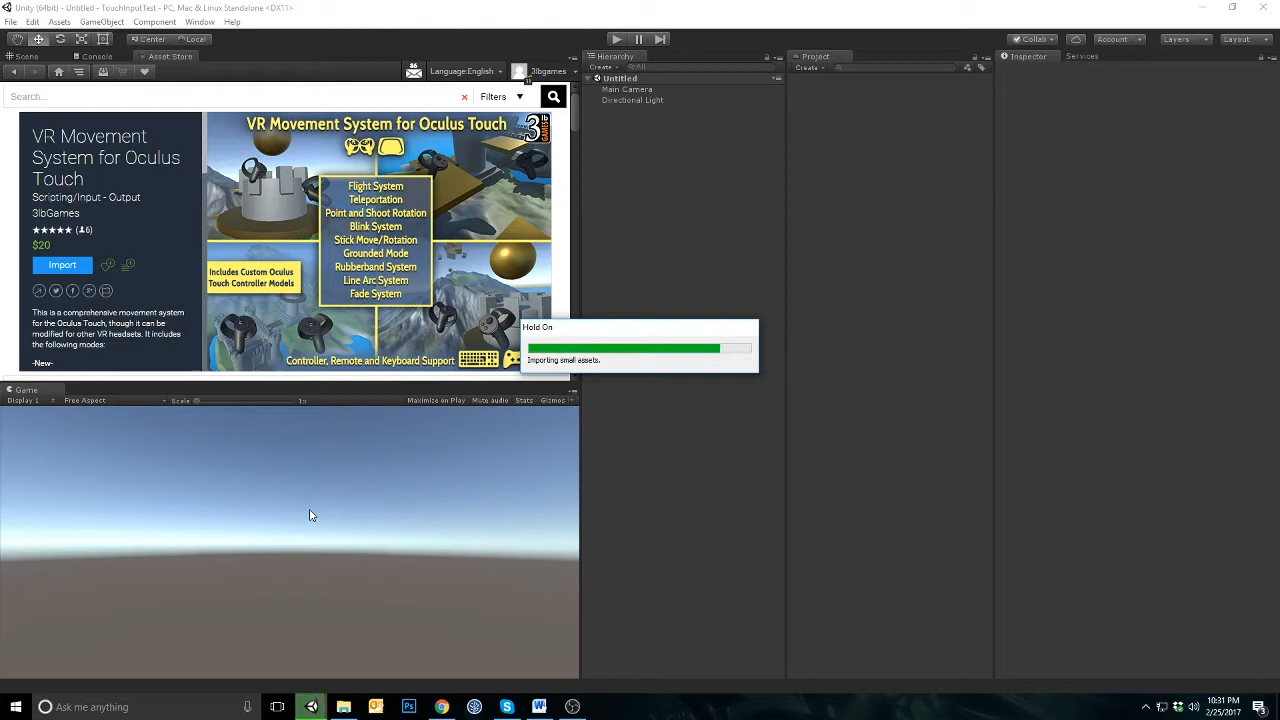 Unity (64bit) - Untitled - TouchInputTest - PC, Mac & Linux Standalone <DX11>
File Edit Assets GameObject Component Window Help
Center Local
Collab Account Layers Layout
Scene Console Asset Store
Hierarchy
Project
Inspector Services
36 Language:English 3lbgames
Create All
Create
Search... Filters
Untitled
Main Camera
Directional Light
VR Movement
System for Oculus
Touch
Scripting/Input - Output
3lbGames
(6)
$20
Import
This is a comprehensive movement system
for the Oculus Touch, though it can be
modified for other VR headsets. It includes
the following modes:
-New-
VR Movement System for Oculus Touch
3 GAMES
Flight System
Teleportation
Point and Shoot Rotation
Blink System
Stick Move/Rotation
Grounded Mode
Rubberband System
Line Arc System
Fade System
Includes Custom Oculus
Touch Controller Models
Controller, Remote and Keyboard Support
Hold On
Importing small assets.
Game
Display 1 Free Aspect Scale 1x Maximize on Play Mute audio Stats Gizmos
Ask me anything
10:31 PM
2/25/2017